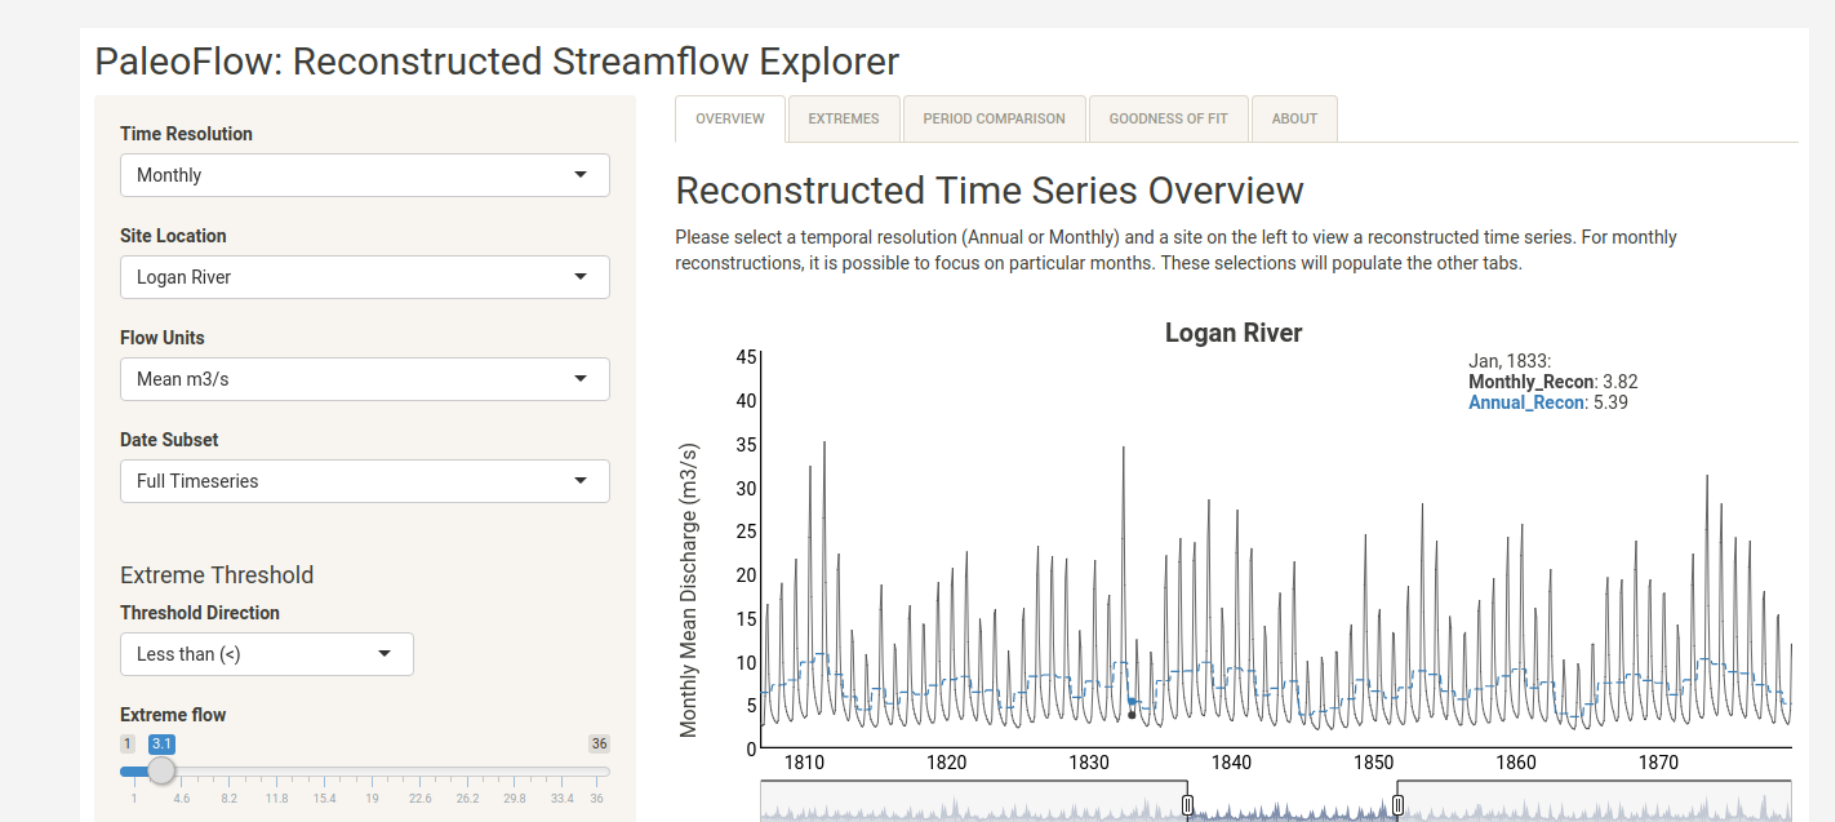 PaleoFlow: Reconstructed Streamflow Explorer
Time Resolution
Monthly
Site Location
Logan River
Flow Units
Mean m3/s
Date Subset
Full Timeseries
Extreme Threshold
Threshold Direction
Less than (<)
Extreme flow
1 3.1 36
1 4.6 8.2 11.8 15.4 19 22.6 26.2 29.8 33.4 36
OVERVIEW EXTREMES PERIOD COMPARISON GOODNESS OF FIT ABOUT
Reconstructed Time Series Overview
Please select a temporal resolution (Annual or Monthly) and a site on the left to view a reconstructed time series. For monthly
reconstructions, it is possible to focus on particular months. These selections will populate the other tabs.
Logan River
Jan, 1833:
Monthly_Recon: 3.82
Annual_Recon: 5.39
Monthly Mean Discharge (m3/s)
45
40
35
30
25
20
15
10
5
0
1810 1820 1830 1840 1850 1860 1870